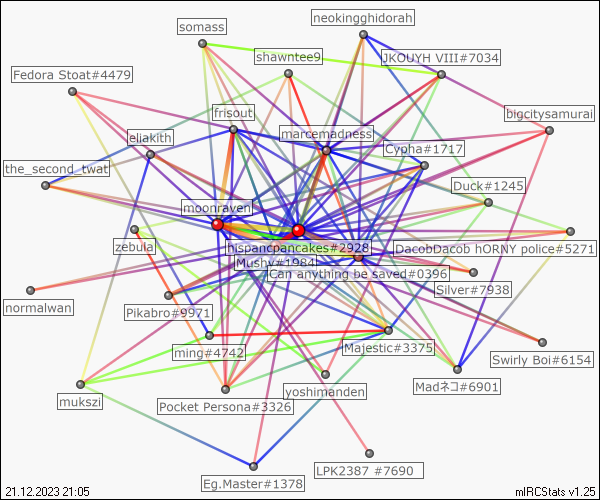 neokingghidorah
somass
JKOUYH VIII#7034
shawntee9
Fedora Stoat#4479
bigcitysamurai
frisout
marcemadness
eliakith
Cypha#1717
the_second_twat
Duck#1245
moonraven
zebula
hispancpancakes#2928
DacobDacob hORNY police#5271
Mushy#1984
Can anything be saved#0396
Silver#7938
normalwan
Pikabro#9971
ming#4742
Majestic#3375
Swirly Boi#6154
Madネコ#6901
mukszi
yoshimanden
Pocket Persona#3326
LPK2387 #7690
Eg.Master#1378
21.12.2023 21:05
mIRCStats v1.25